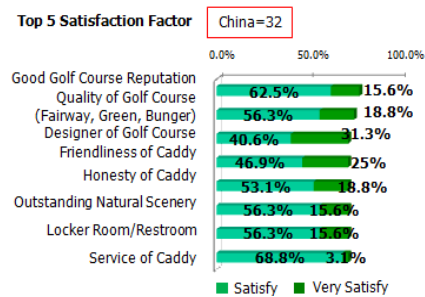 Top 5 Satisfaction Factor
China=32
0.0% 50.0% 100.0%
Good Golf Course Reputation 62.5% 15.6%
Quality of Golf Course
(Fairway, Green, Bunger) 56.3% 18.8%
Designer of Golf Course 40.6% 31.3%
Friendliness of Caddy 46.9% 25%
Honesty of Caddy 53.1% 18.8%
Outstanding Natural Scenery 56.3% 15.6%
Locker Room/Restroom 56.3% 15.6%
Service of Caddy 68.8% 3.1%
Satisfy Very Satisfy